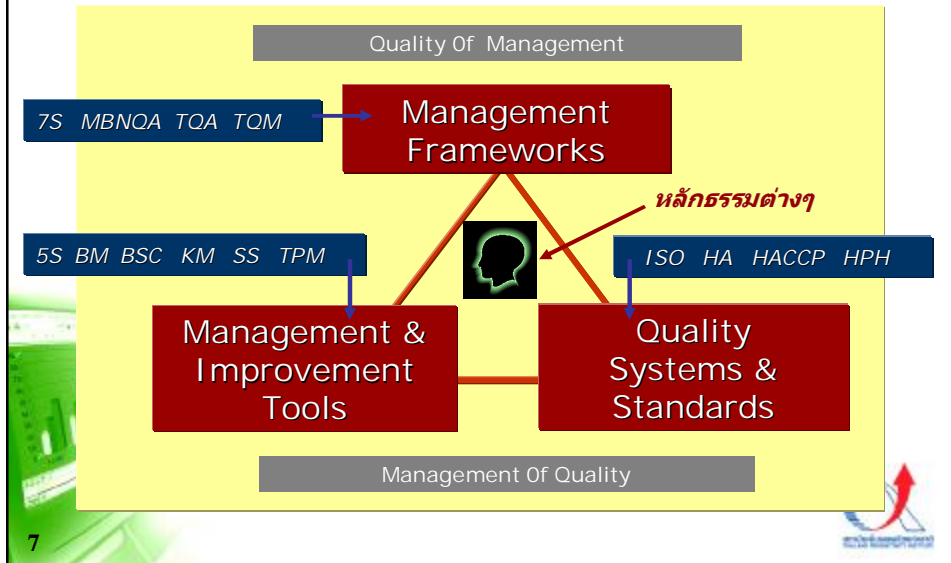 Quality Of Management
7S MBNQA TQA TQM
Management
Frameworks
หลักธรรมต่างๆ
5S BM BSC KM SS TPM
ISO HA HACCP HPH
Management &
Improvement
Tools
Quality
Systems &
Standards
Management Of Quality
7